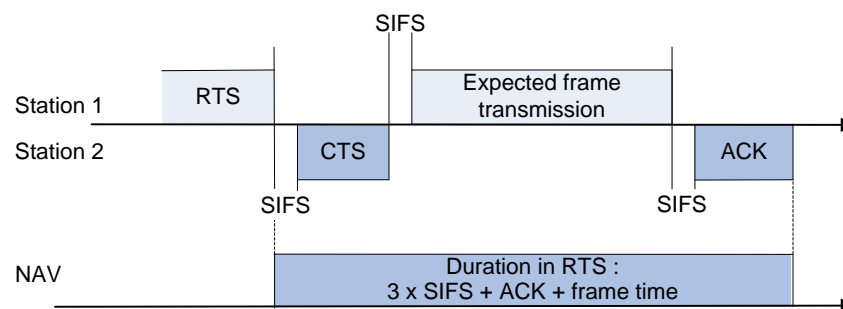 SIFS
RTS
Expected frame
transmission
Station 1
Station 2
CTS
ACK
SIFS
SIFS
NAV
Duration in RTS :
3 x SIFS + ACK + frame time